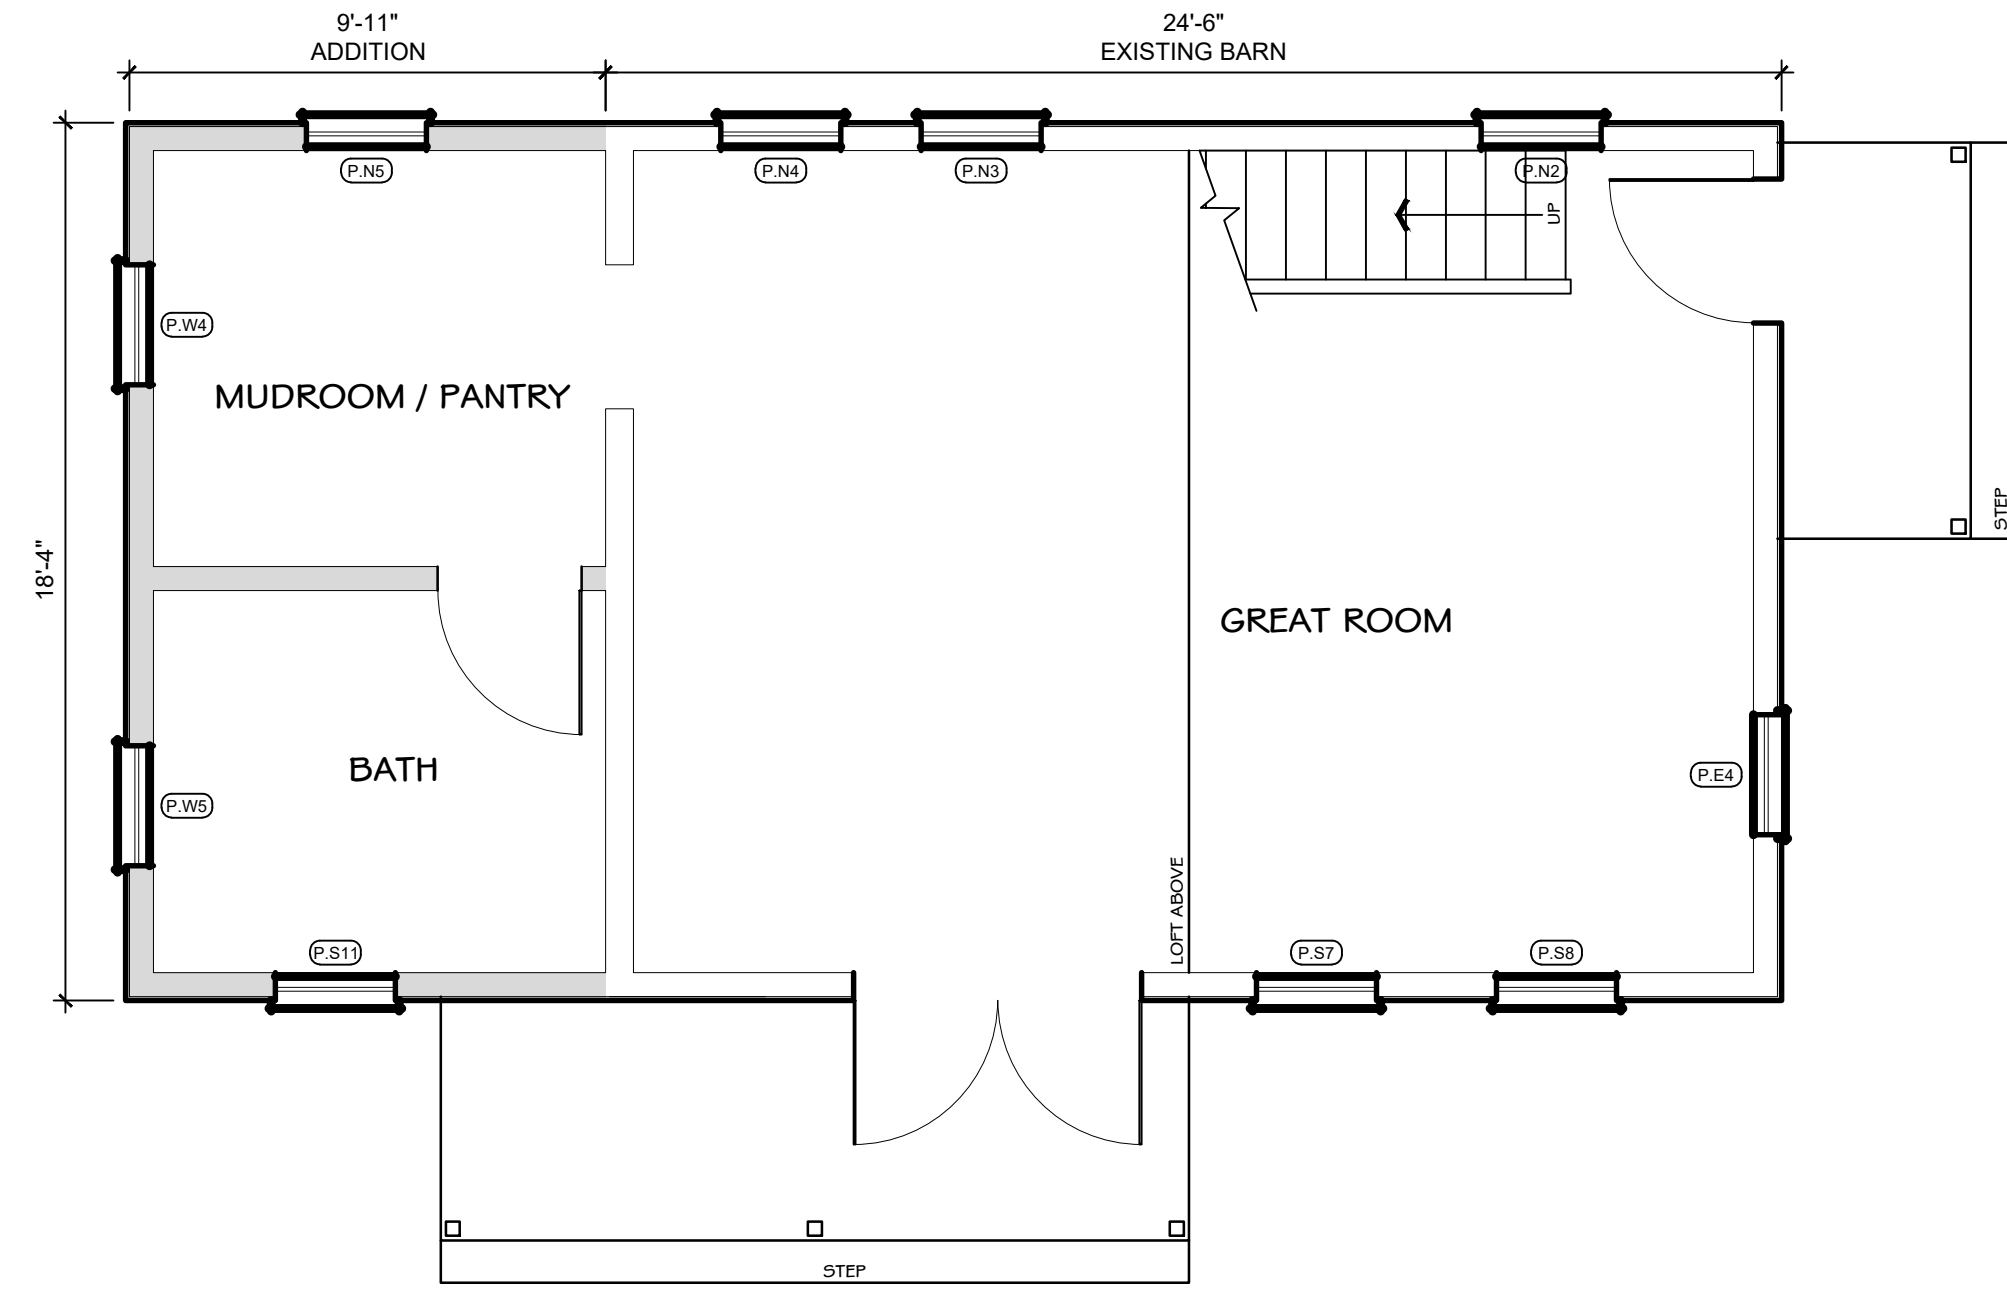 9'-11"
ADDITION
24'-6"
EXISTING BARN
P.N5
P.N4
P.N3
P.N2
UP
P.W4
MUDROOM / PANTRY
STEP
18'-4"
GREAT ROOM
BATH
P.E4
P.W5
LOFT ABOVE
P.S11
P.S7
P.S8
STEP